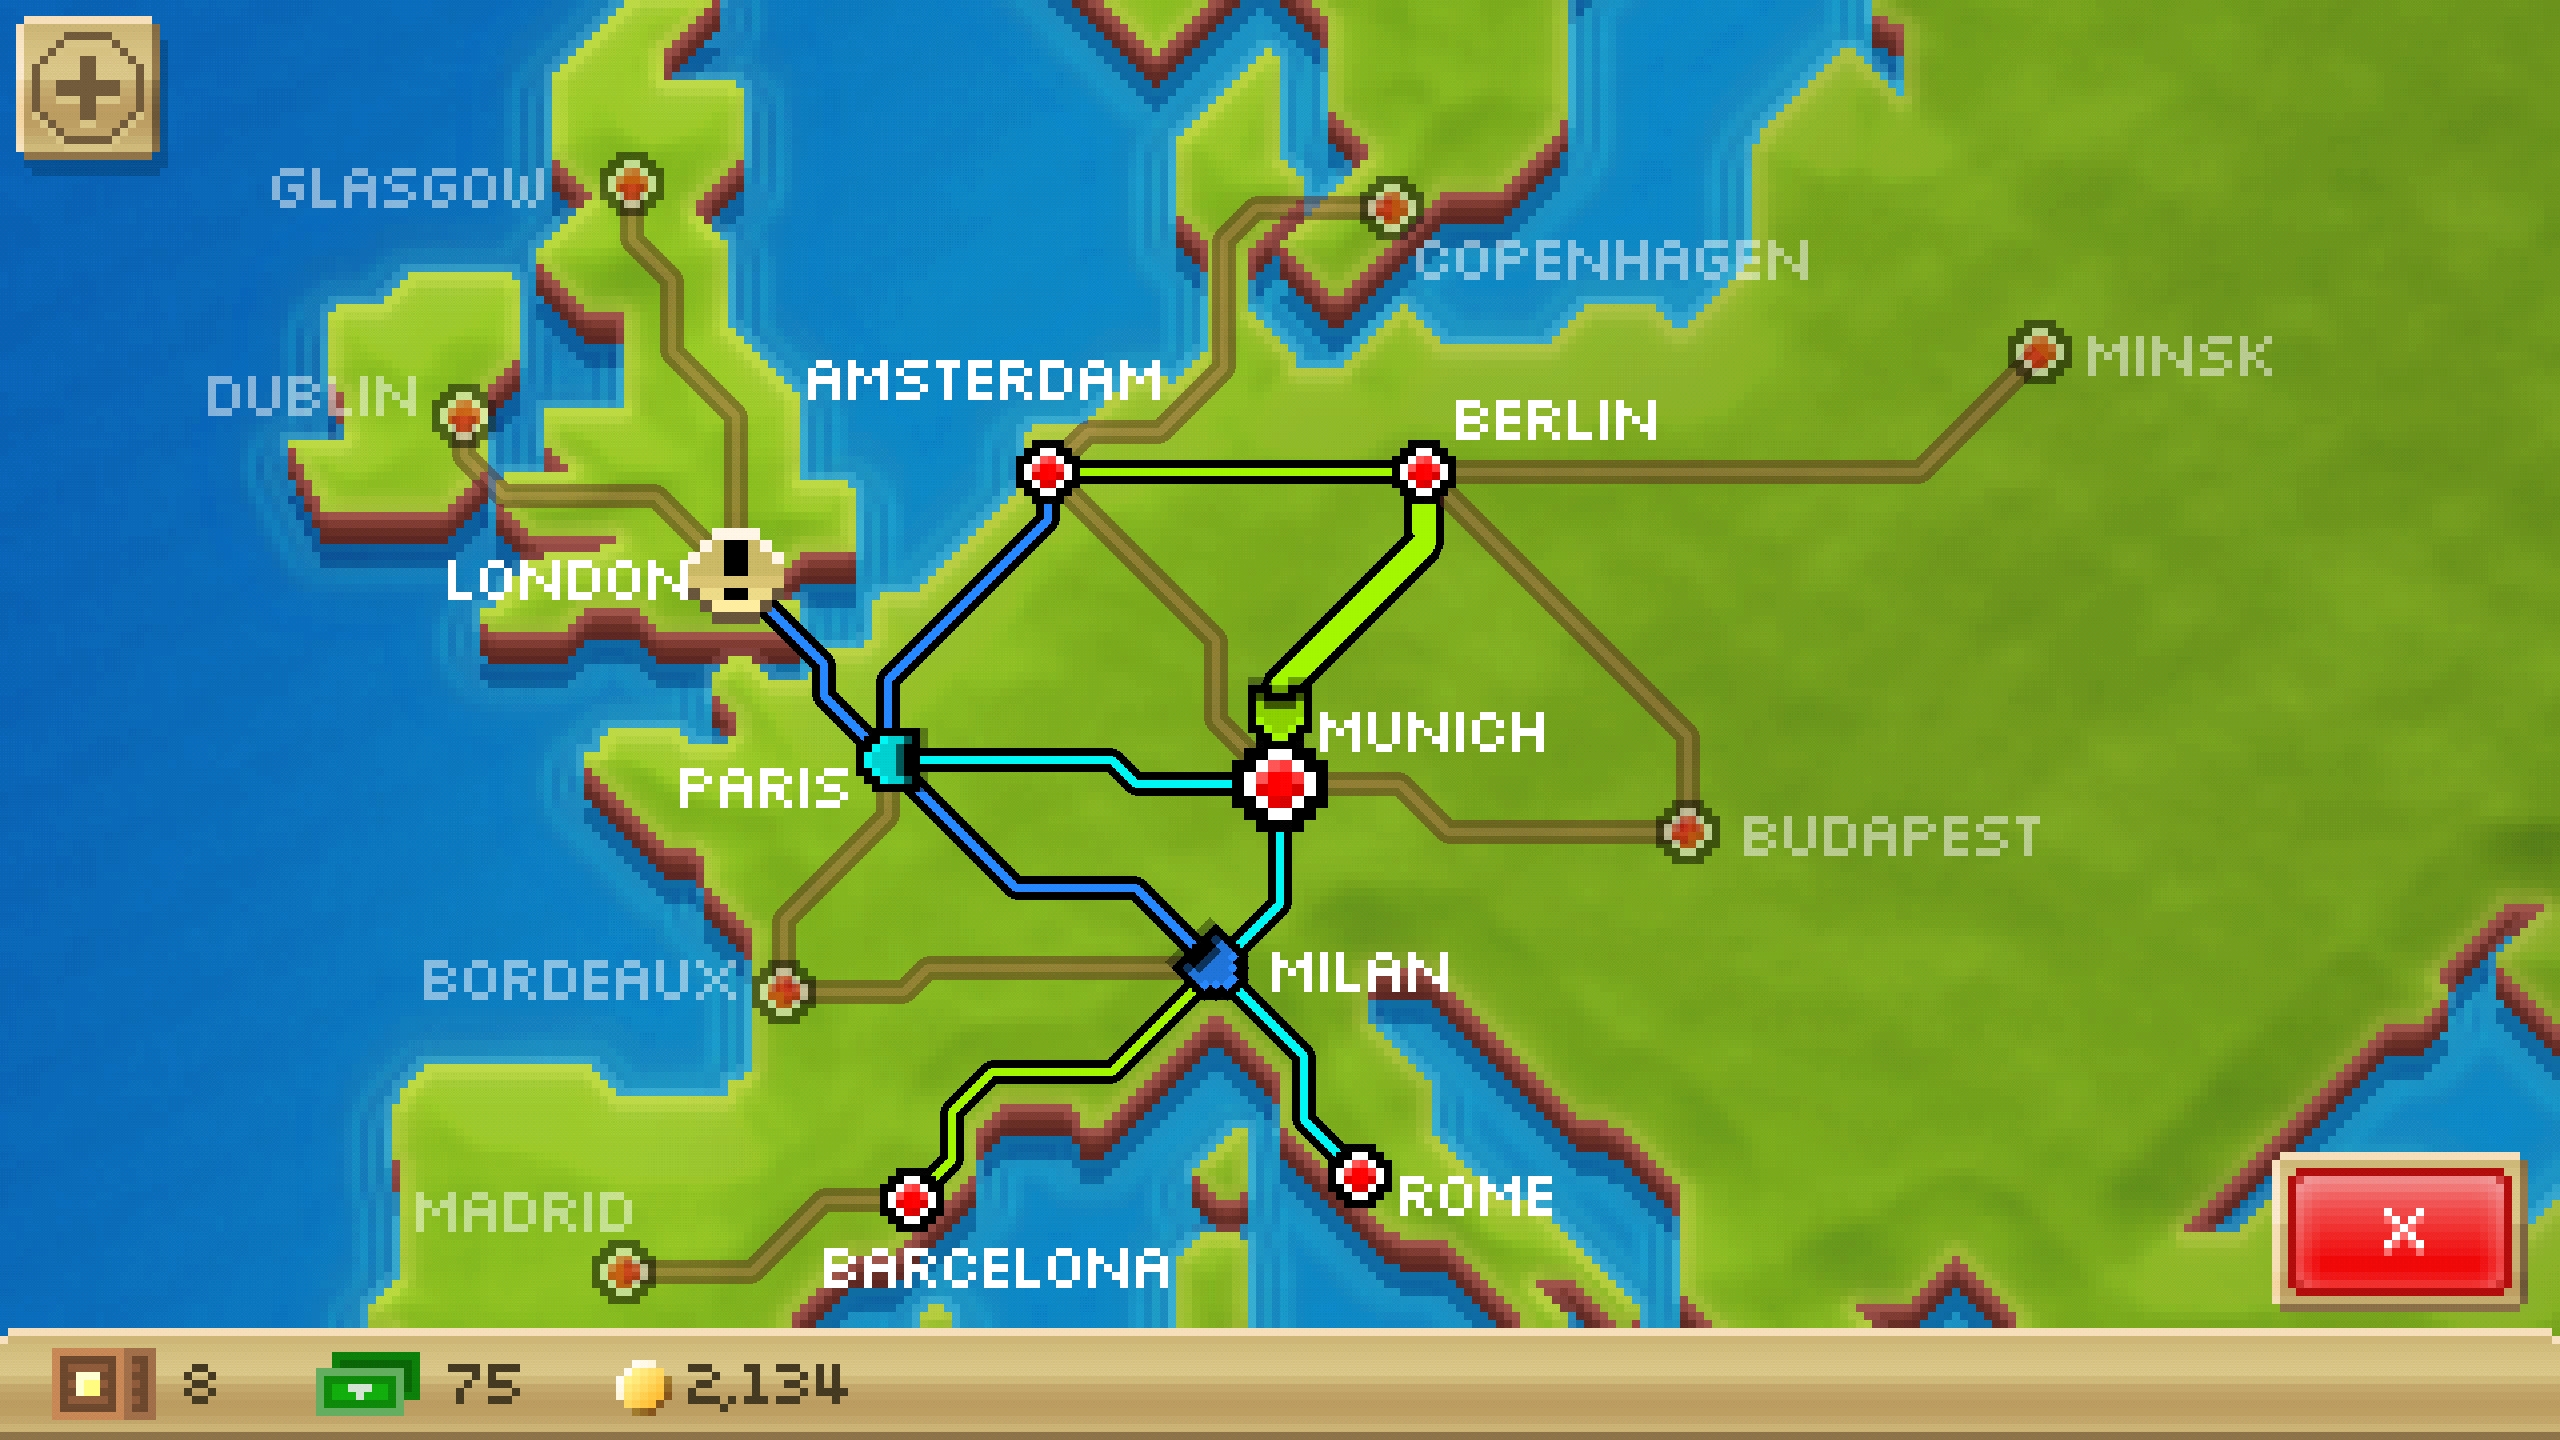 GLASGOW
COPENHAGEN
MINSK
DUBLIN
AMSTERDAM
BERLIN
LONDON
MUNICH
PARIS
BUDAPEST
BORDEAUX
MILAN
MADRID
ROME
BARCELONA
X
8 75 2,134